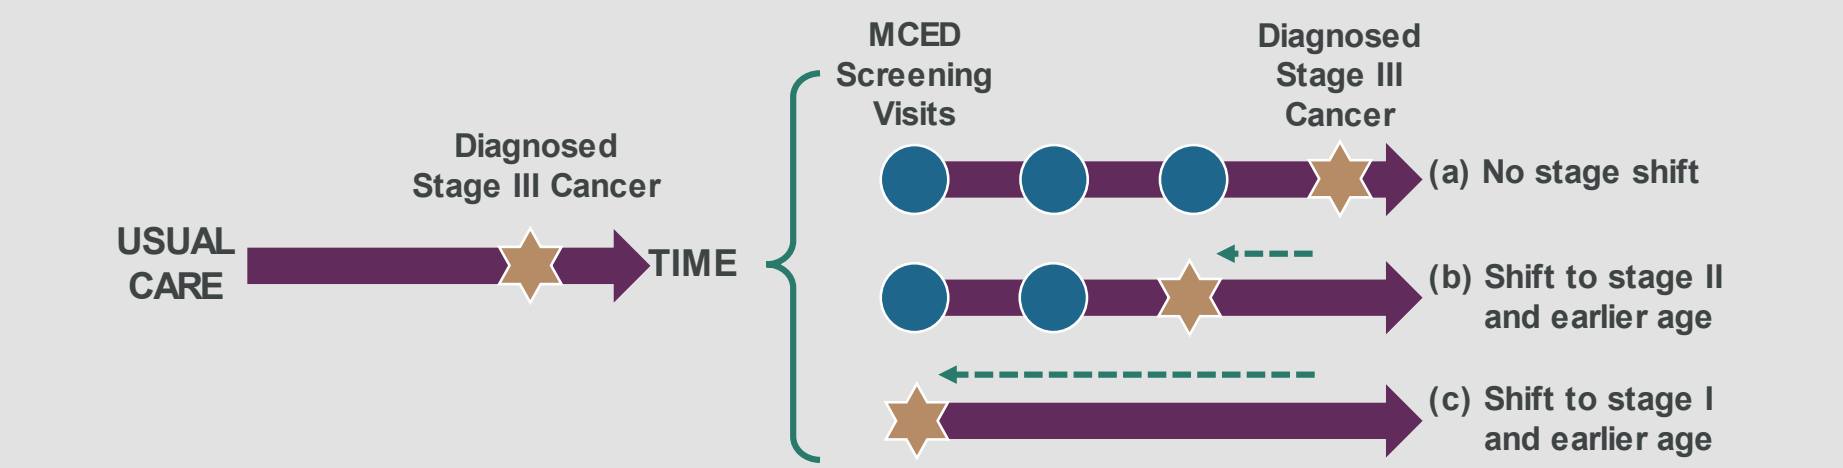 Diagnosed
Stage III Cancer
USUAL
CARE
TIME
MCED
Screening
Visits
Diagnosed
Stage III
Cancer
(a) No stage shift
(b) Shift to stage II
and earlier age
(c) Shift to stage I
and earlier age